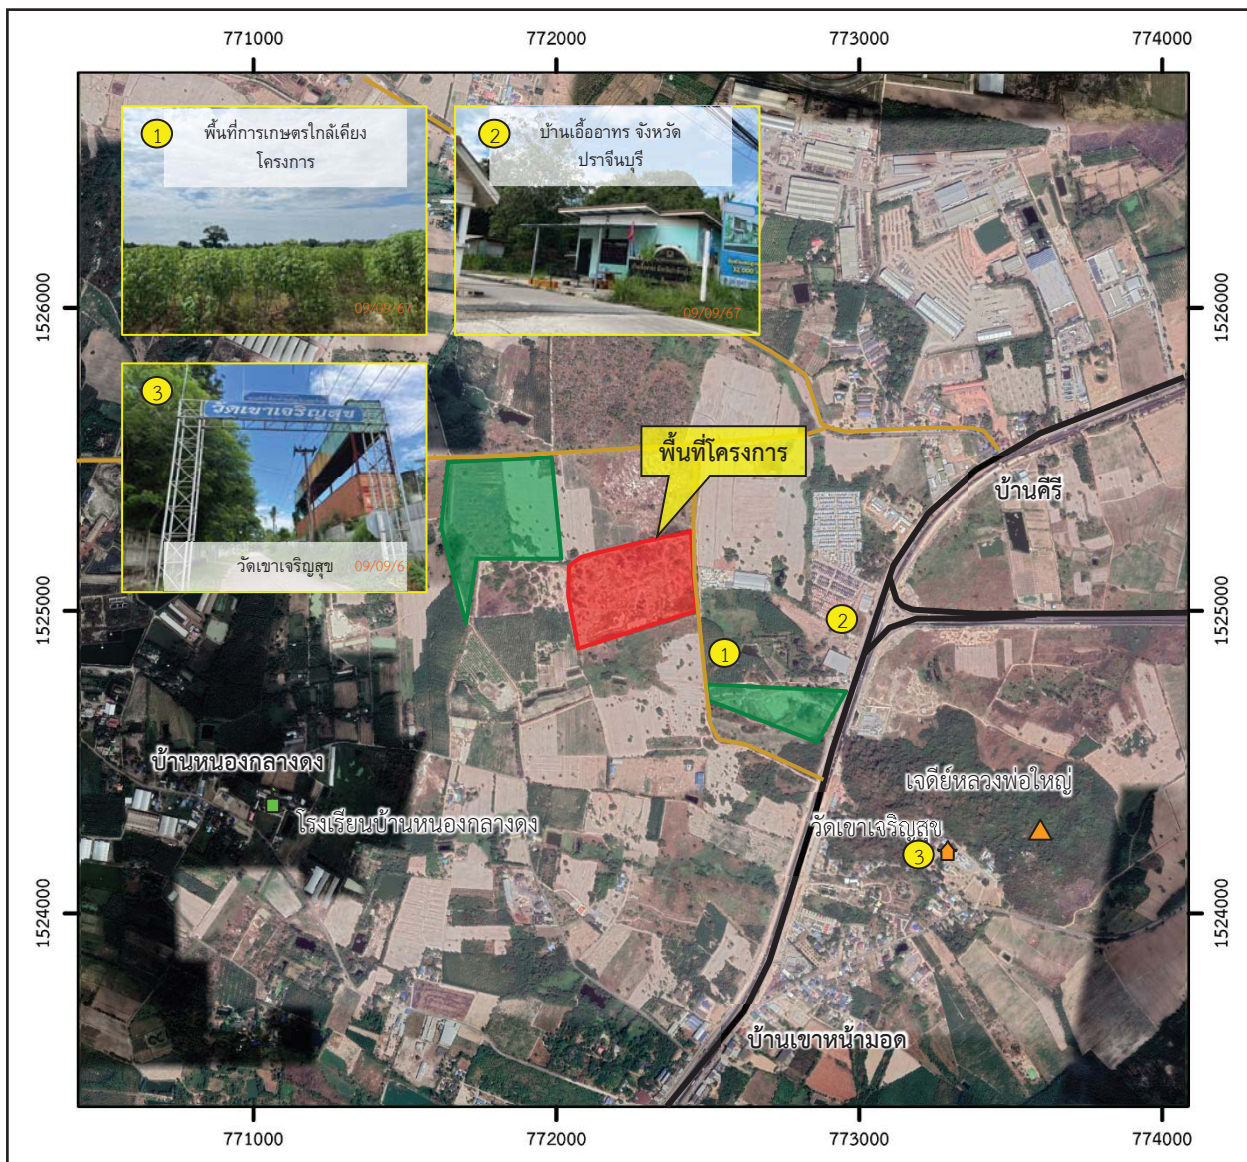 771000
772000
773000
774000
1
พื้นที่การเกษตรใกล้เคียง
โครงการ
09/09/67
2
บ้านเอื้ออาทร จังหวัด
ปราจีนบุรี
09/09/67
1526000
1526000
3
วัดเขาเจริญสุข
วัดเขาเจริญสุข
09/09/67
พื้นที่โครงการ
บ้านคีรี
1525000
1525000
2
1
บ้านหนองกลางดง
โรงเรียนบ้านหนองกลางดง
เจดีย์หลวงพ่อใหญ่
วัดเขาเจริญสุข
3
1524000
1524000
บ้านเขาหน้ามอด
771000
772000
773000
774000